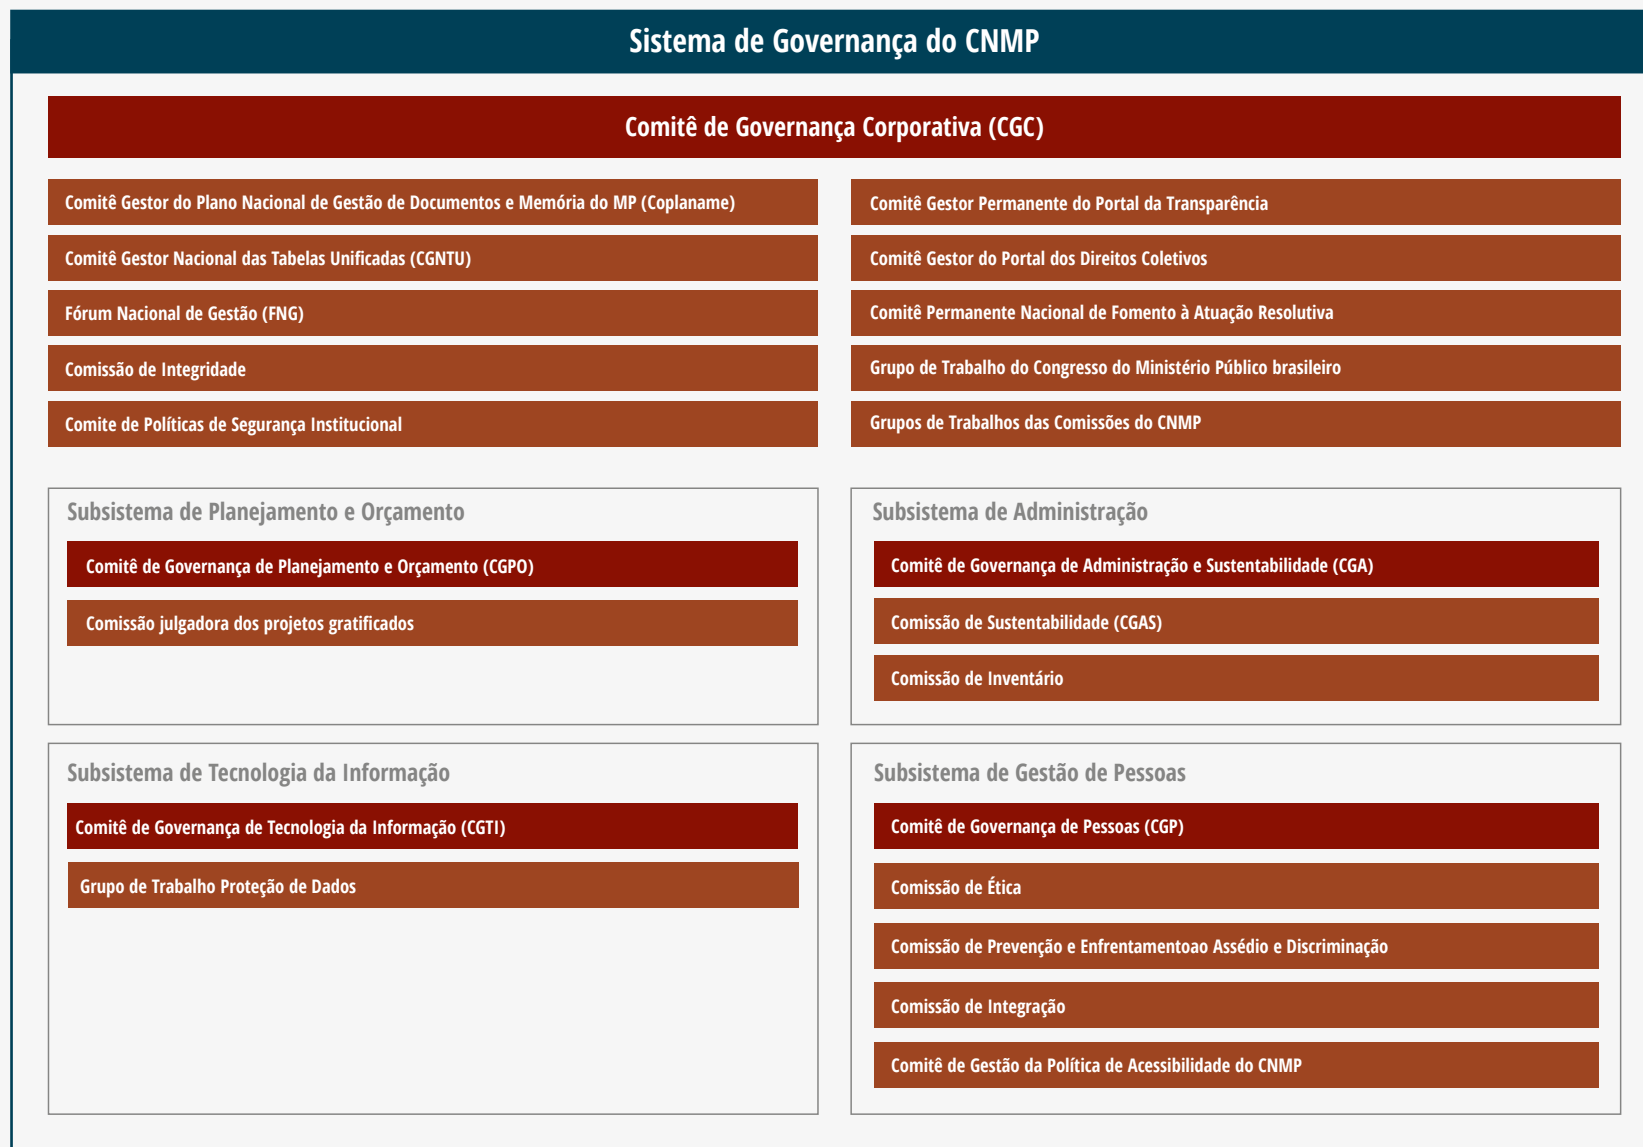 Sistema de Governança do CNMP
Comitê de Governança Corporativa (CGC)
Comitê Gestor do Plano Nacional de Gestão de Documentos e Memória do MP (Coplaname)
Comitê Gestor Nacional das Tabelas Unificadas (CGNTU)
Fórum Nacional de Gestão (FNG)
Comissão de Integridade
Comite de Políticas de Segurança Institucional
Comitê Gestor Permanente do Portal da Transparência
Comitê Gestor do Portal dos Direitos Coletivos
Comitê Permanente Nacional de Fomento à Atuação Resolutiva
Grupo de Trabalho do Congresso do Ministério Público brasileiro
Grupos de Trabalhos das Comissões do CNMP
Subsistema de Planejamento e Orçamento
Comitê de Governança de Planejamento e Orçamento (CGPO)
Comissão julgadora dos projetos gratificados
Subsistema de Administração
Comitê de Governança de Administração e Sustentabilidade (CGA)
Comissão de Sustentabilidade (CGAS)
Comissão de Inventário
Subsistema de Tecnologia da Informação
Comitê de Governança de Tecnologia da Informação (CGTI)
Grupo de Trabalho Proteção de Dados
Subsistema de Gestão de Pessoas
Comitê de Governança de Pessoas (CGP)
Comissão de Ética
Comissão de Prevenção e Enfrentamentoao Assédio e Discriminação
Comissão de Integração
Comitê de Gestão da Política de Acessibilidade do CNMP